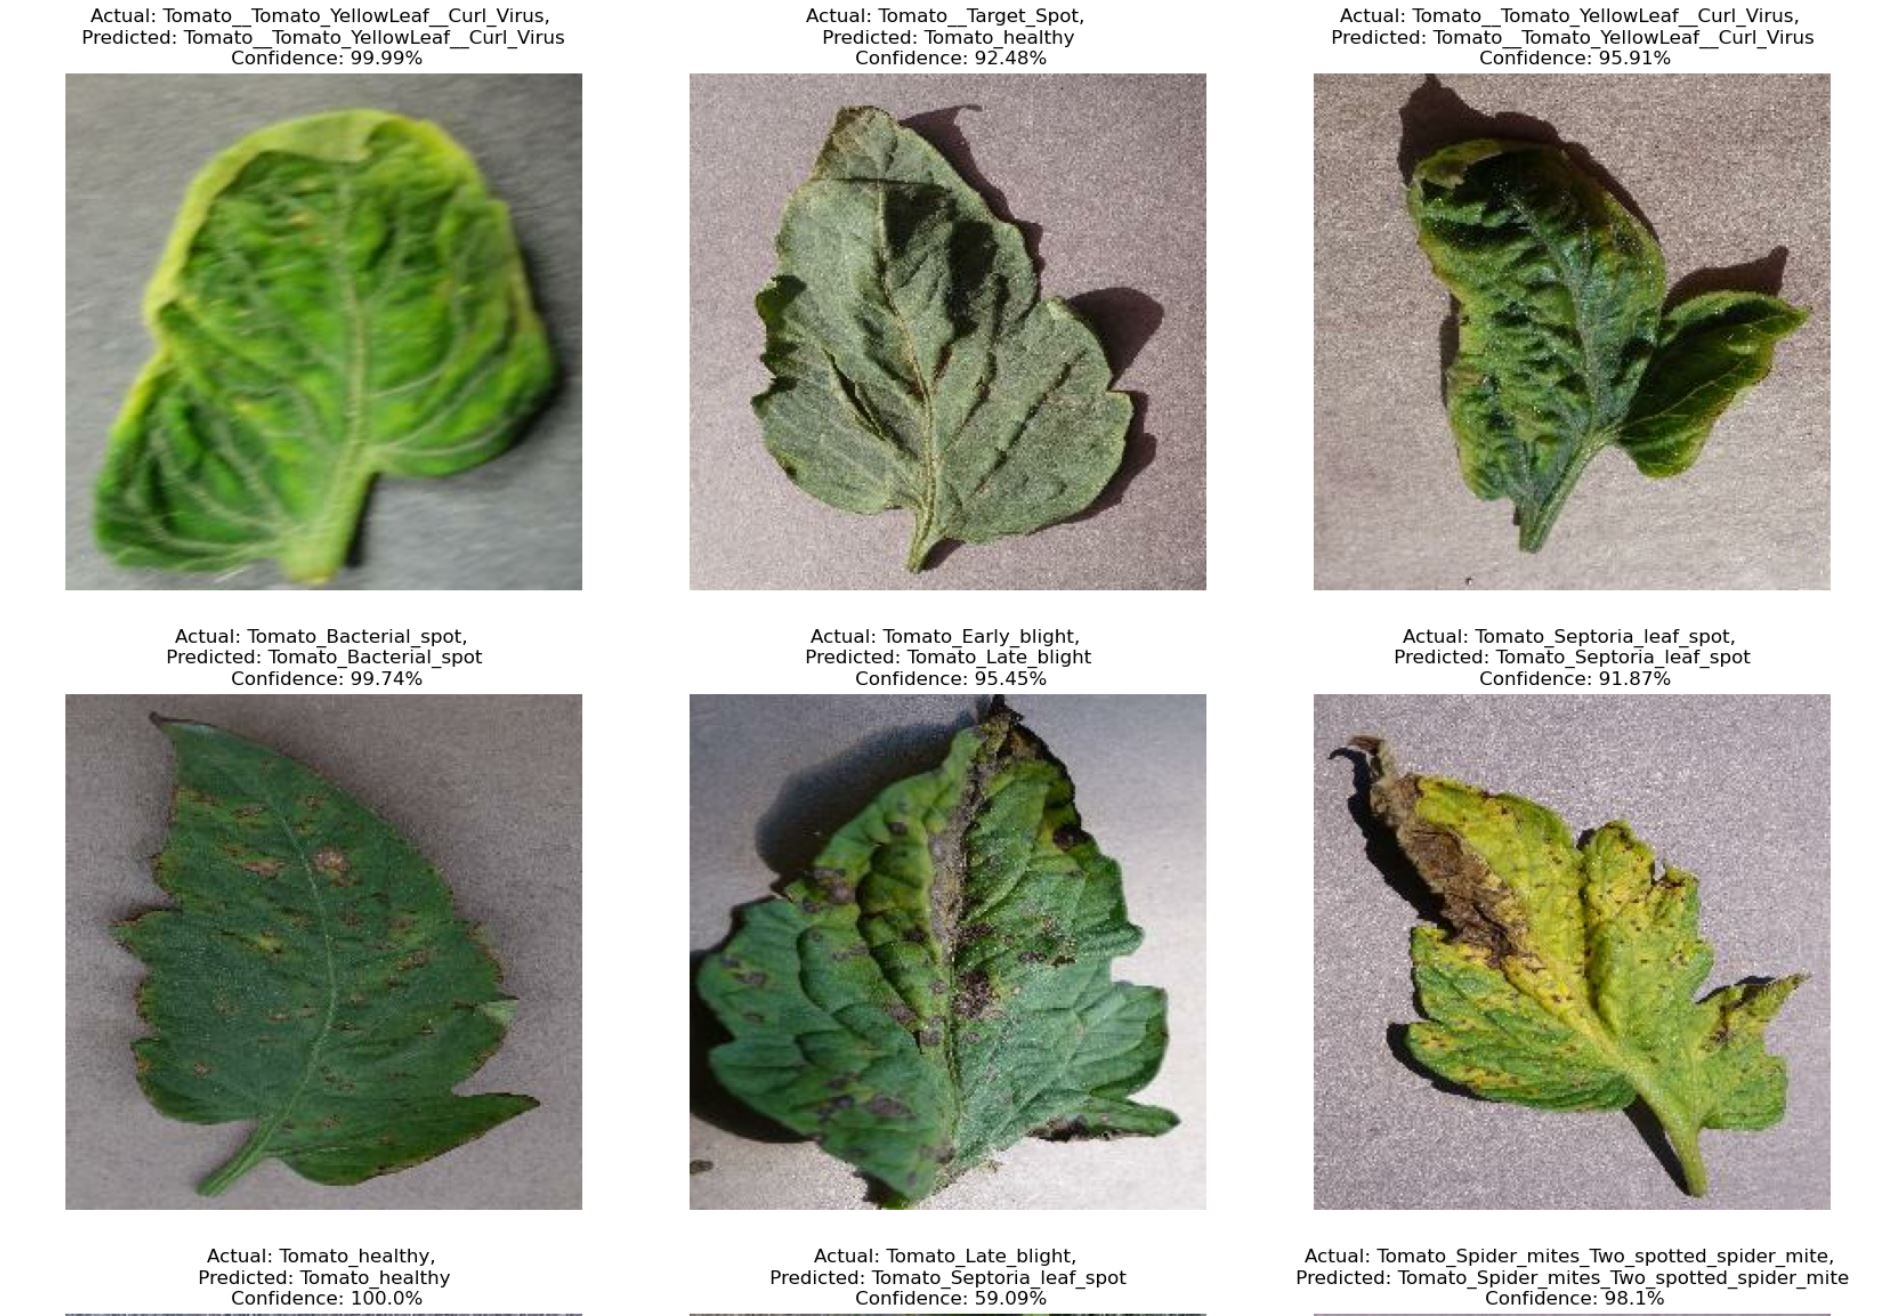 Actual: Tomato__Tomato_YellowLeaf__Curl_Virus,
Predicted: Tomato__Tomato_YellowLeaf__Curl_Virus
Confidence: 99.99%
Actual: Tomato__Target_Spot,
Predicted: Tomato_healthy
Confidence: 92.48%
Actual: Tomato__Tomato_YellowLeaf__Curl_Virus,
Predicted: Tomato__Tomato_YellowLeaf__Curl_Virus
Confidence: 95.91%
Actual: Tomato_Bacterial_spot,
Predicted: Tomato_Bacterial_spot
Confidence: 99.74%
Actual: Tomato_Early_blight,
Predicted: Tomato_Late_blight
Confidence: 95.45%
Actual: Tomato_Septoria_leaf_spot,
Predicted: Tomato_Septoria_leaf_spot
Confidence: 91.87%
Actual: Tomato_healthy,
Predicted: Tomato_healthy
Confidence: 100.0%
Actual: Tomato_Late_blight,
Predicted: Tomato_Septoria_leaf_spot
Confidence: 59.09%
Actual: Tomato_Spider_mites_Two_spotted_spider_mite,
Predicted: Tomato_Spider_mites_Two_spotted_spider_mite
Confidence: 98.1%